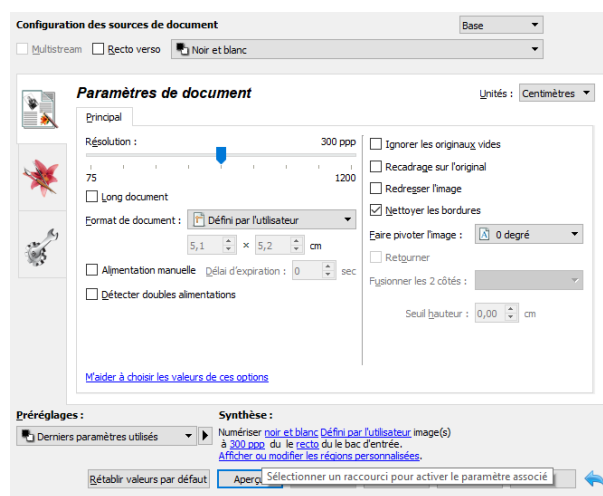 Configuration des sources de document Base
Multistream Recto verso Noir et blanc
Paramètres de document Unités : Centimètres
Principal
Résolution : 300 ppp
75 1200
Long document
Format de document : Défini par l'utilisateur
5,1 × 5,2 cm
Alimentation manuelle Délai d'expiration : 0 sec
Détecter doubles alimentations
Ignorer les originaux vides
Recadrage sur l'original
Redresser l'image
Nettoyer les bordures
Faire pivoter l'image : 0 degré
Retourner
Fusionner les 2 côtés :
Seuil hauteur : 0,00 cm
M'aider à choisir les valeurs de ces options
Préréglages :
Derniers paramètres utilisés
Synthèse :
Numériser noir et blanc Défini par l'utilisateur image(s)
à 300 ppp du le recto du le bac d'entrée.
Afficher ou modifier les régions personnalisées.
Rétablir valeurs par défaut Sélectionner un raccourci pour activer le paramètre associé